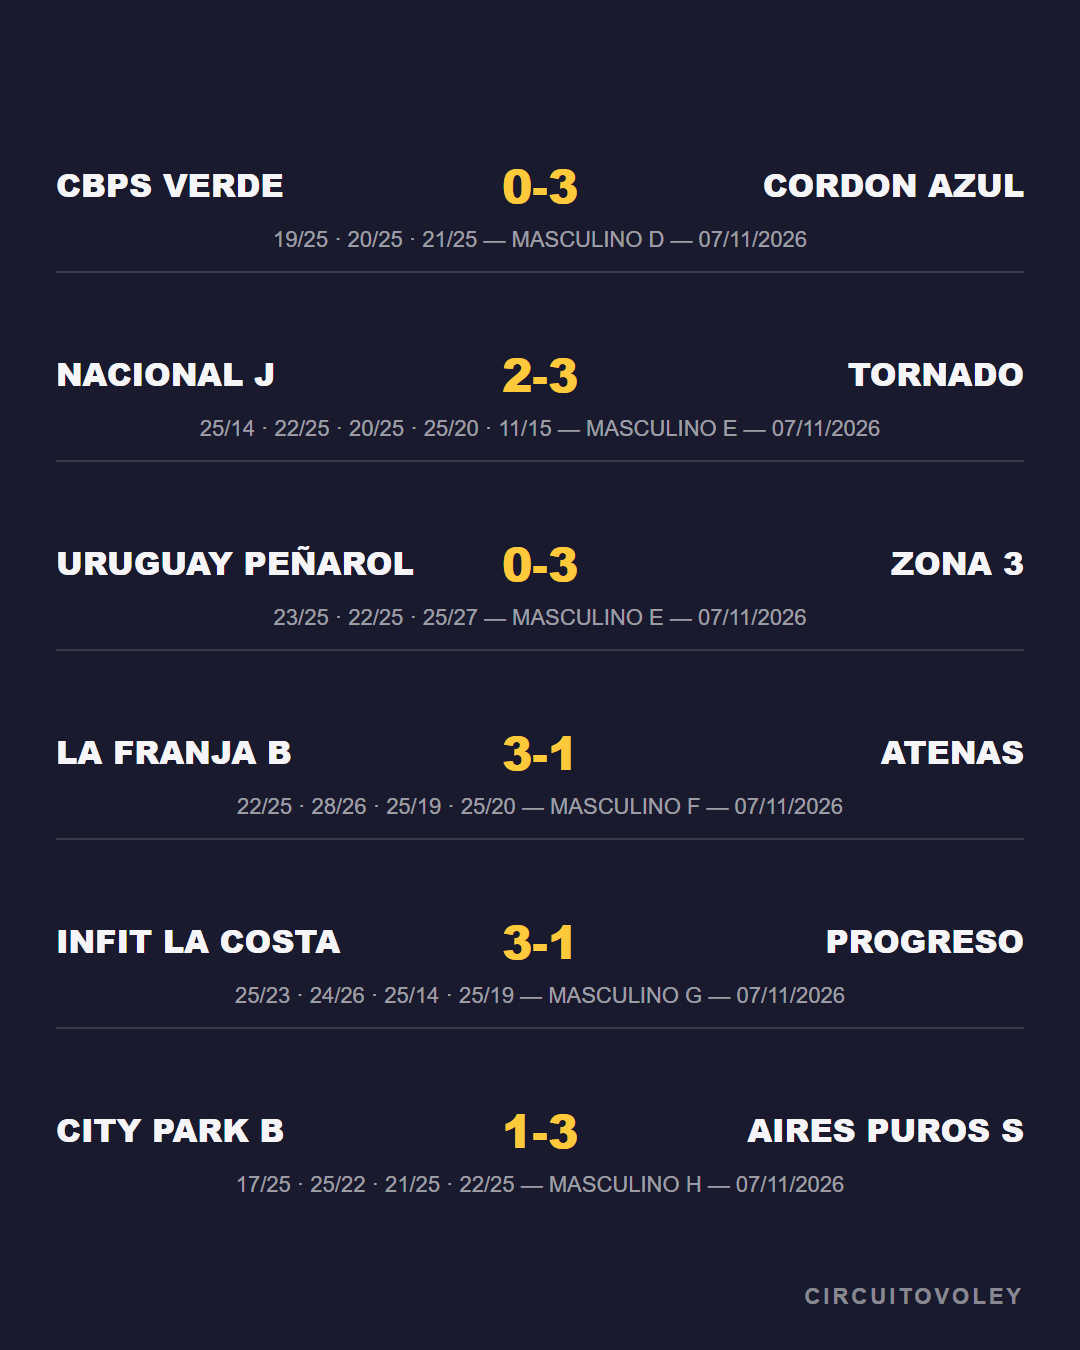 CBPS VERDE 0-3 CORDON AZUL
19/25 · 20/25 · 21/25 — MASCULINO D — 07/11/2026
NACIONAL J 2-3 TORNADO
25/14 · 22/25 · 20/25 · 25/20 · 11/15 — MASCULINO E — 07/11/2026
URUGUAY PEÑAROL 0-3 ZONA 3
23/25 · 22/25 · 25/27 — MASCULINO E — 07/11/2026
LA FRANJA B 3-1 ATENAS
22/25 · 28/26 · 25/19 · 25/20 — MASCULINO F — 07/11/2026
INFIT LA COSTA 3-1 PROGRESO
25/23 · 24/26 · 25/14 · 25/19 — MASCULINO G — 07/11/2026
CITY PARK B 1-3 AIRES PUROS S
17/25 · 25/22 · 21/25 · 22/25 — MASCULINO H — 07/11/2026
CIRCUITOVOLEY